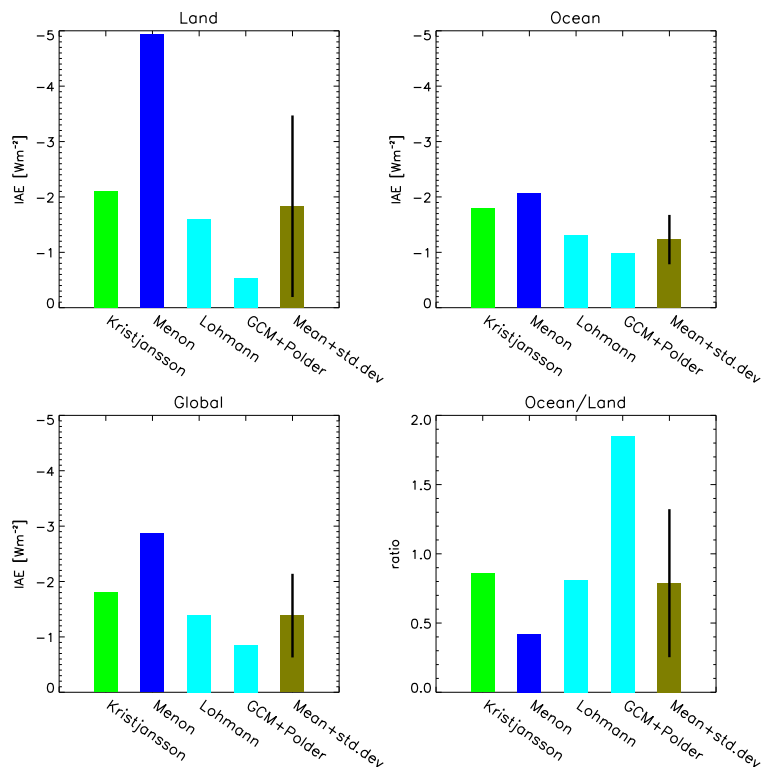 Land
-5
-4
-3
-2
-1
0
IAE [Wm⁻²]
Kristjansson
Menon
Lohmann
GCM+Polder
Mean+std.dev
Ocean
-5
-4
-3
-2
-1
0
IAE [Wm⁻²]
Kristjansson
Menon
Lohmann
GCM+Polder
Mean+std.dev
Global
-5
-4
-3
-2
-1
0
IAE [Wm⁻²]
Kristjansson
Menon
Lohmann
GCM+Polder
Mean+std.dev
Ocean/Land
2.0
1.5
1.0
0.5
0.0
ratio
Kristjansson
Menon
Lohmann
GCM+Polder
Mean+std.dev